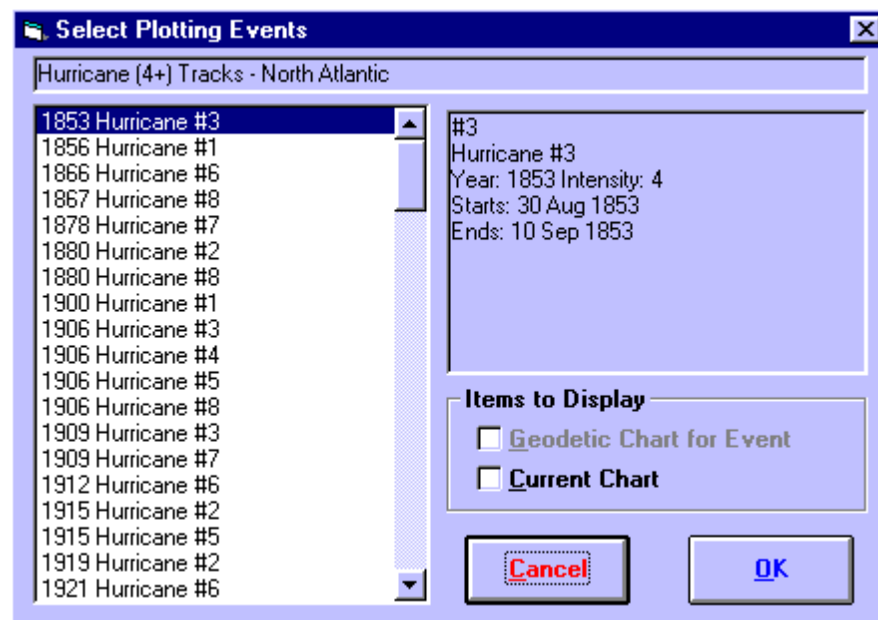 Select Plotting Events
Hurricane (4+) Tracks - North Atlantic
1853 Hurricane #3
1856 Hurricane #1
1866 Hurricane #6
1867 Hurricane #8
1878 Hurricane #7
1880 Hurricane #2
1880 Hurricane #8
1900 Hurricane #1
1906 Hurricane #3
1906 Hurricane #4
1906 Hurricane #5
1906 Hurricane #8
1909 Hurricane #3
1909 Hurricane #7
1912 Hurricane #6
1915 Hurricane #2
1915 Hurricane #5
1919 Hurricane #2
1921 Hurricane #6
#3
Hurricane #3
Year: 1853 Intensity: 4
Starts: 30 Aug 1853
Ends: 10 Sep 1853
Items to Display
Geodetic Chart for Event
Current Chart
Cancel
OK